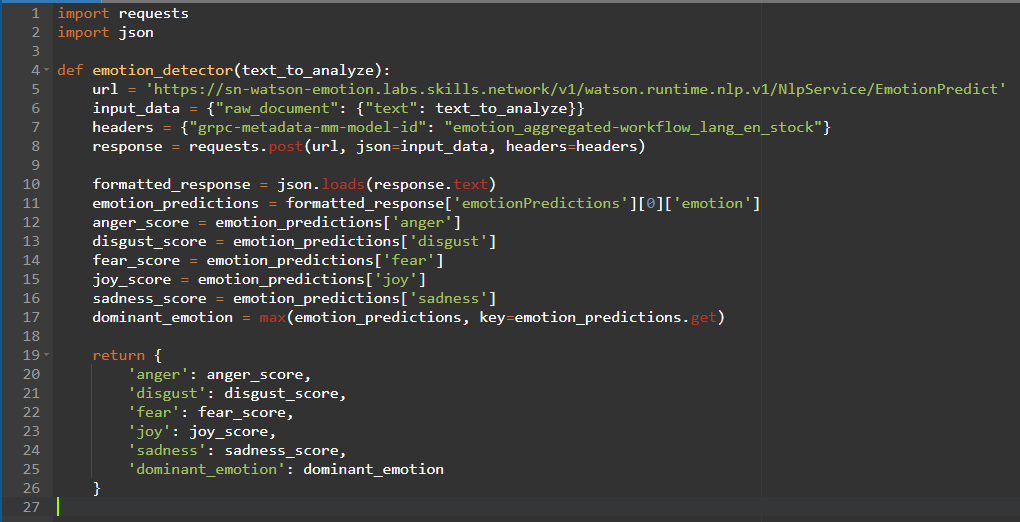 1 import requests
2 import json
3
4 def emotion_detector(text_to_analyze):
5     url = 'https://sn-watson-emotion.labs.skills.network/v1/watson.runtime.nlp.v1/NlpService/EmotionPredict'
6     input_data = {"raw_document": {"text": text_to_analyze}}
7     headers = {"grpc-metadata-mm-model-id": "emotion_aggregated-workflow_lang_en_stock"}
8     response = requests.post(url, json=input_data, headers=headers)
9
10     formatted_response = json.loads(response.text)
11     emotion_predictions = formatted_response['emotionPredictions'][0]['emotion']
12     anger_score = emotion_predictions['anger']
13     disgust_score = emotion_predictions['disgust']
14     fear_score = emotion_predictions['fear']
15     joy_score = emotion_predictions['joy']
16     sadness_score = emotion_predictions['sadness']
17     dominant_emotion = max(emotion_predictions, key=emotion_predictions.get)
18
19     return {
20         'anger': anger_score,
21         'disgust': disgust_score,
22         'fear': fear_score,
23         'joy': joy_score,
24         'sadness': sadness_score,
25         'dominant_emotion': dominant_emotion
26     }
27